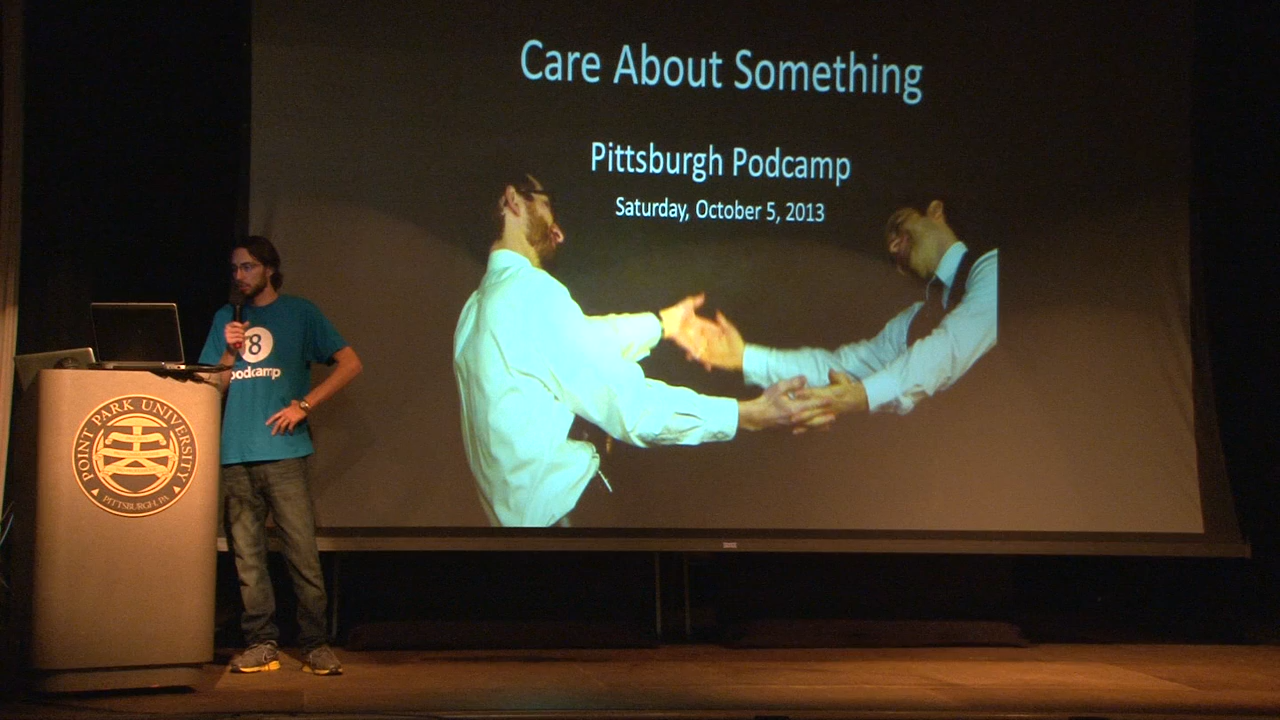 Care About Something
Pittsburgh Podcamp
Saturday, October 5, 2013
8
podcamp
POINT PARK UNIVERSITY
PITTSBURGH, PA